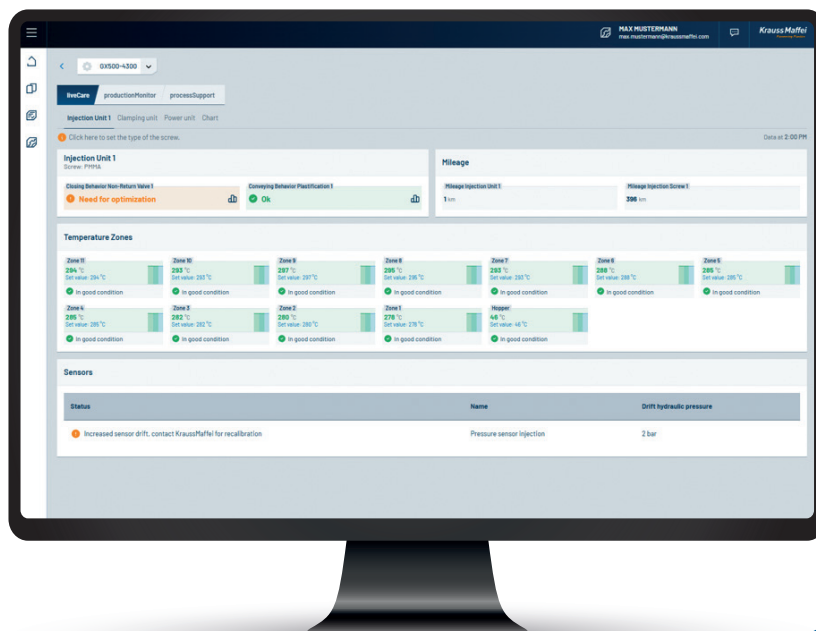 MAX MUSTERMANN
max.mustermann@kraussmaffei.com
Krauss Maffei
Pioneering Plastics
GX500-4300
liveCare productionMonitor processSupport
Injection Unit 1 Clamping unit Power unit Chart
Click here to set the type of the screw.
Data at 2:00 PM
Injection Unit 1
Screw: PMMA
Mileage
Closing Behavior Non-Return Valve 1
Need for optimization
Conveying Behavior Plastification 1
Ok
Mileage Injection Unit 1
1 km
Mileage Injection Screw 1
396 km
Temperature Zones
Zone 11 Zone 10 Zone 9 Zone 8 Zone 7 Zone 6 Zone 5
294 °C 293 °C 297 °C 295 °C 293 °C 288 °C 285 °C
Set value: 294 °C Set value: 293 °C Set value: 297 °C Set value: 295 °C Set value: 293 °C Set value: 288 °C Set value: 285 °C
In good condition In good condition In good condition In good condition In good condition In good condition In good condition
Zone 4 Zone 3 Zone 2 Zone 1 Hopper
285 °C 282 °C 280 °C 278 °C 46 °C
Set value: 285 °C Set value: 282 °C Set value: 280 °C Set value: 278 °C Set value: 46 °C
In good condition In good condition In good condition In good condition In good condition
Sensors
Status Name Drift hydraulic pressure
Increased sensor drift, contact KraussMaffei for recalibration Pressure sensor injection 2 bar